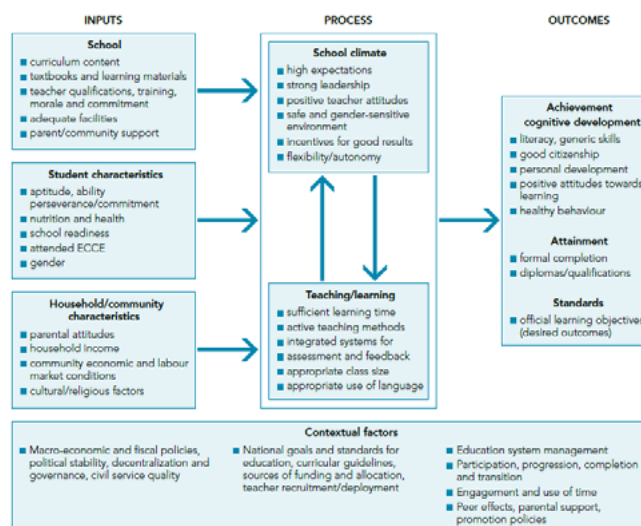 INPUTS
PROCESS
OUTCOMES
School
curriculum content
textbooks and learning materials
teacher qualifications, training,
morale and commitment
adequate facilities
parent/community support
Student characteristics
aptitude, ability
perseverance/commitment
nutrition and health
school readiness
attended ECCE
gender
Household/community
characteristics
parental attitudes
household income
community economic and labour
market conditions
cultural/religious factors
School climate
high expectations
strong leadership
positive teacher attitudes
safe and gender-sensitive
environment
incentives for good results
flexibility/autonomy
Teaching/learning
sufficient learning time
active teaching methods
integrated systems for
assessment and feedback
appropriate class size
appropriate use of language
Achievement
cognitive development
literacy, generic skills
good citizenship
personal development
positive attitudes towards
learning
healthy behaviour
Attainment
formal completion
diplomas/qualifications
Standards
official learning objectives
(desired outcomes)
Contextual factors
Macro-economic and fiscal policies,
political stability, decentralization and
governance, civil service quality
National goals and standards for
education, curricular guidelines,
sources of funding and allocation,
teacher recruitment/deployment
Education system management
Participation, progression, completion
and transition
Engagement and use of time
Peer effects, parental support,
promotion policies